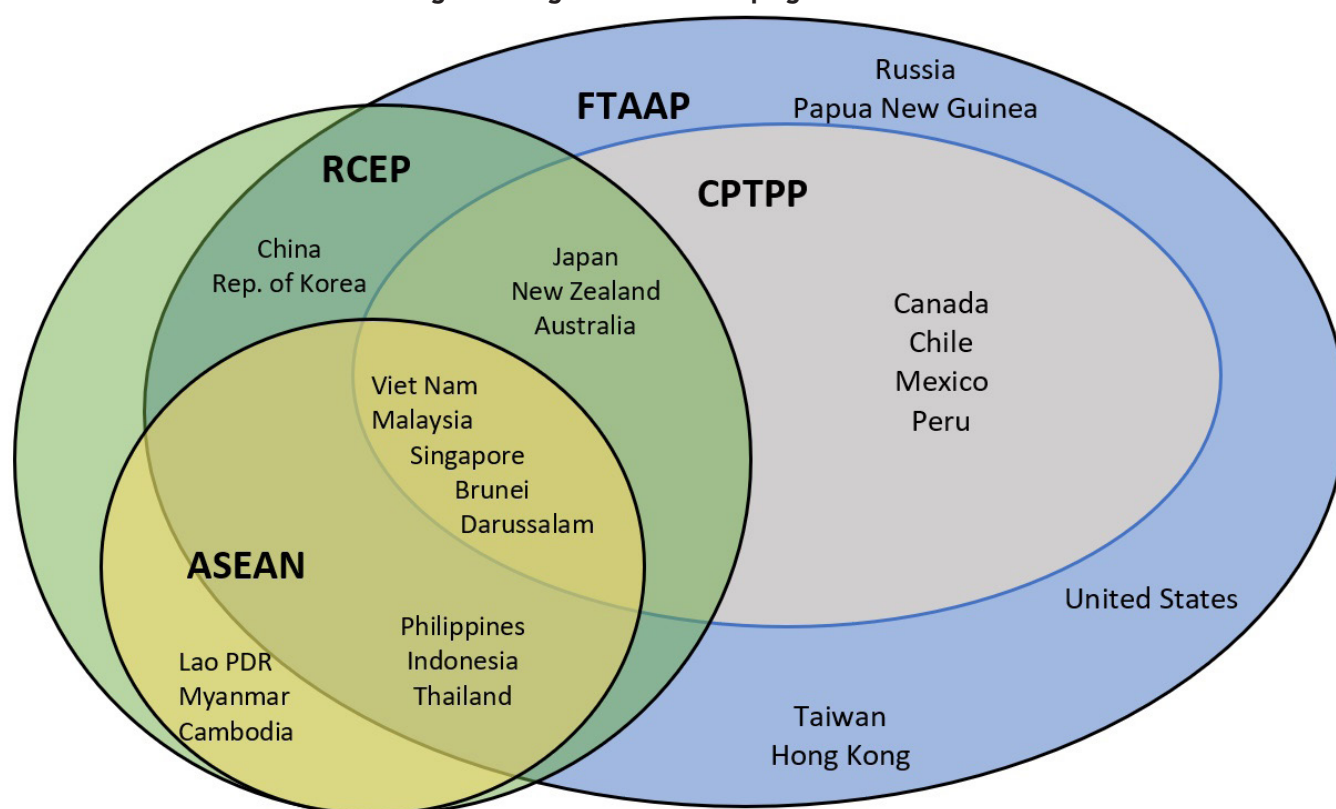 Russia
Papua New Guinea
FTAAP
RCEP
CPTPP
China
Rep. of Korea
Japan
New Zealand
Australia
Canada
Chile
Mexico
Peru
Viet Nam
Malaysia
Singapore
Brunei
Darussalam
ASEAN
United States
Philippines
Indonesia
Thailand
Lao PDR
Myanmar
Cambodia
Taiwan
Hong Kong